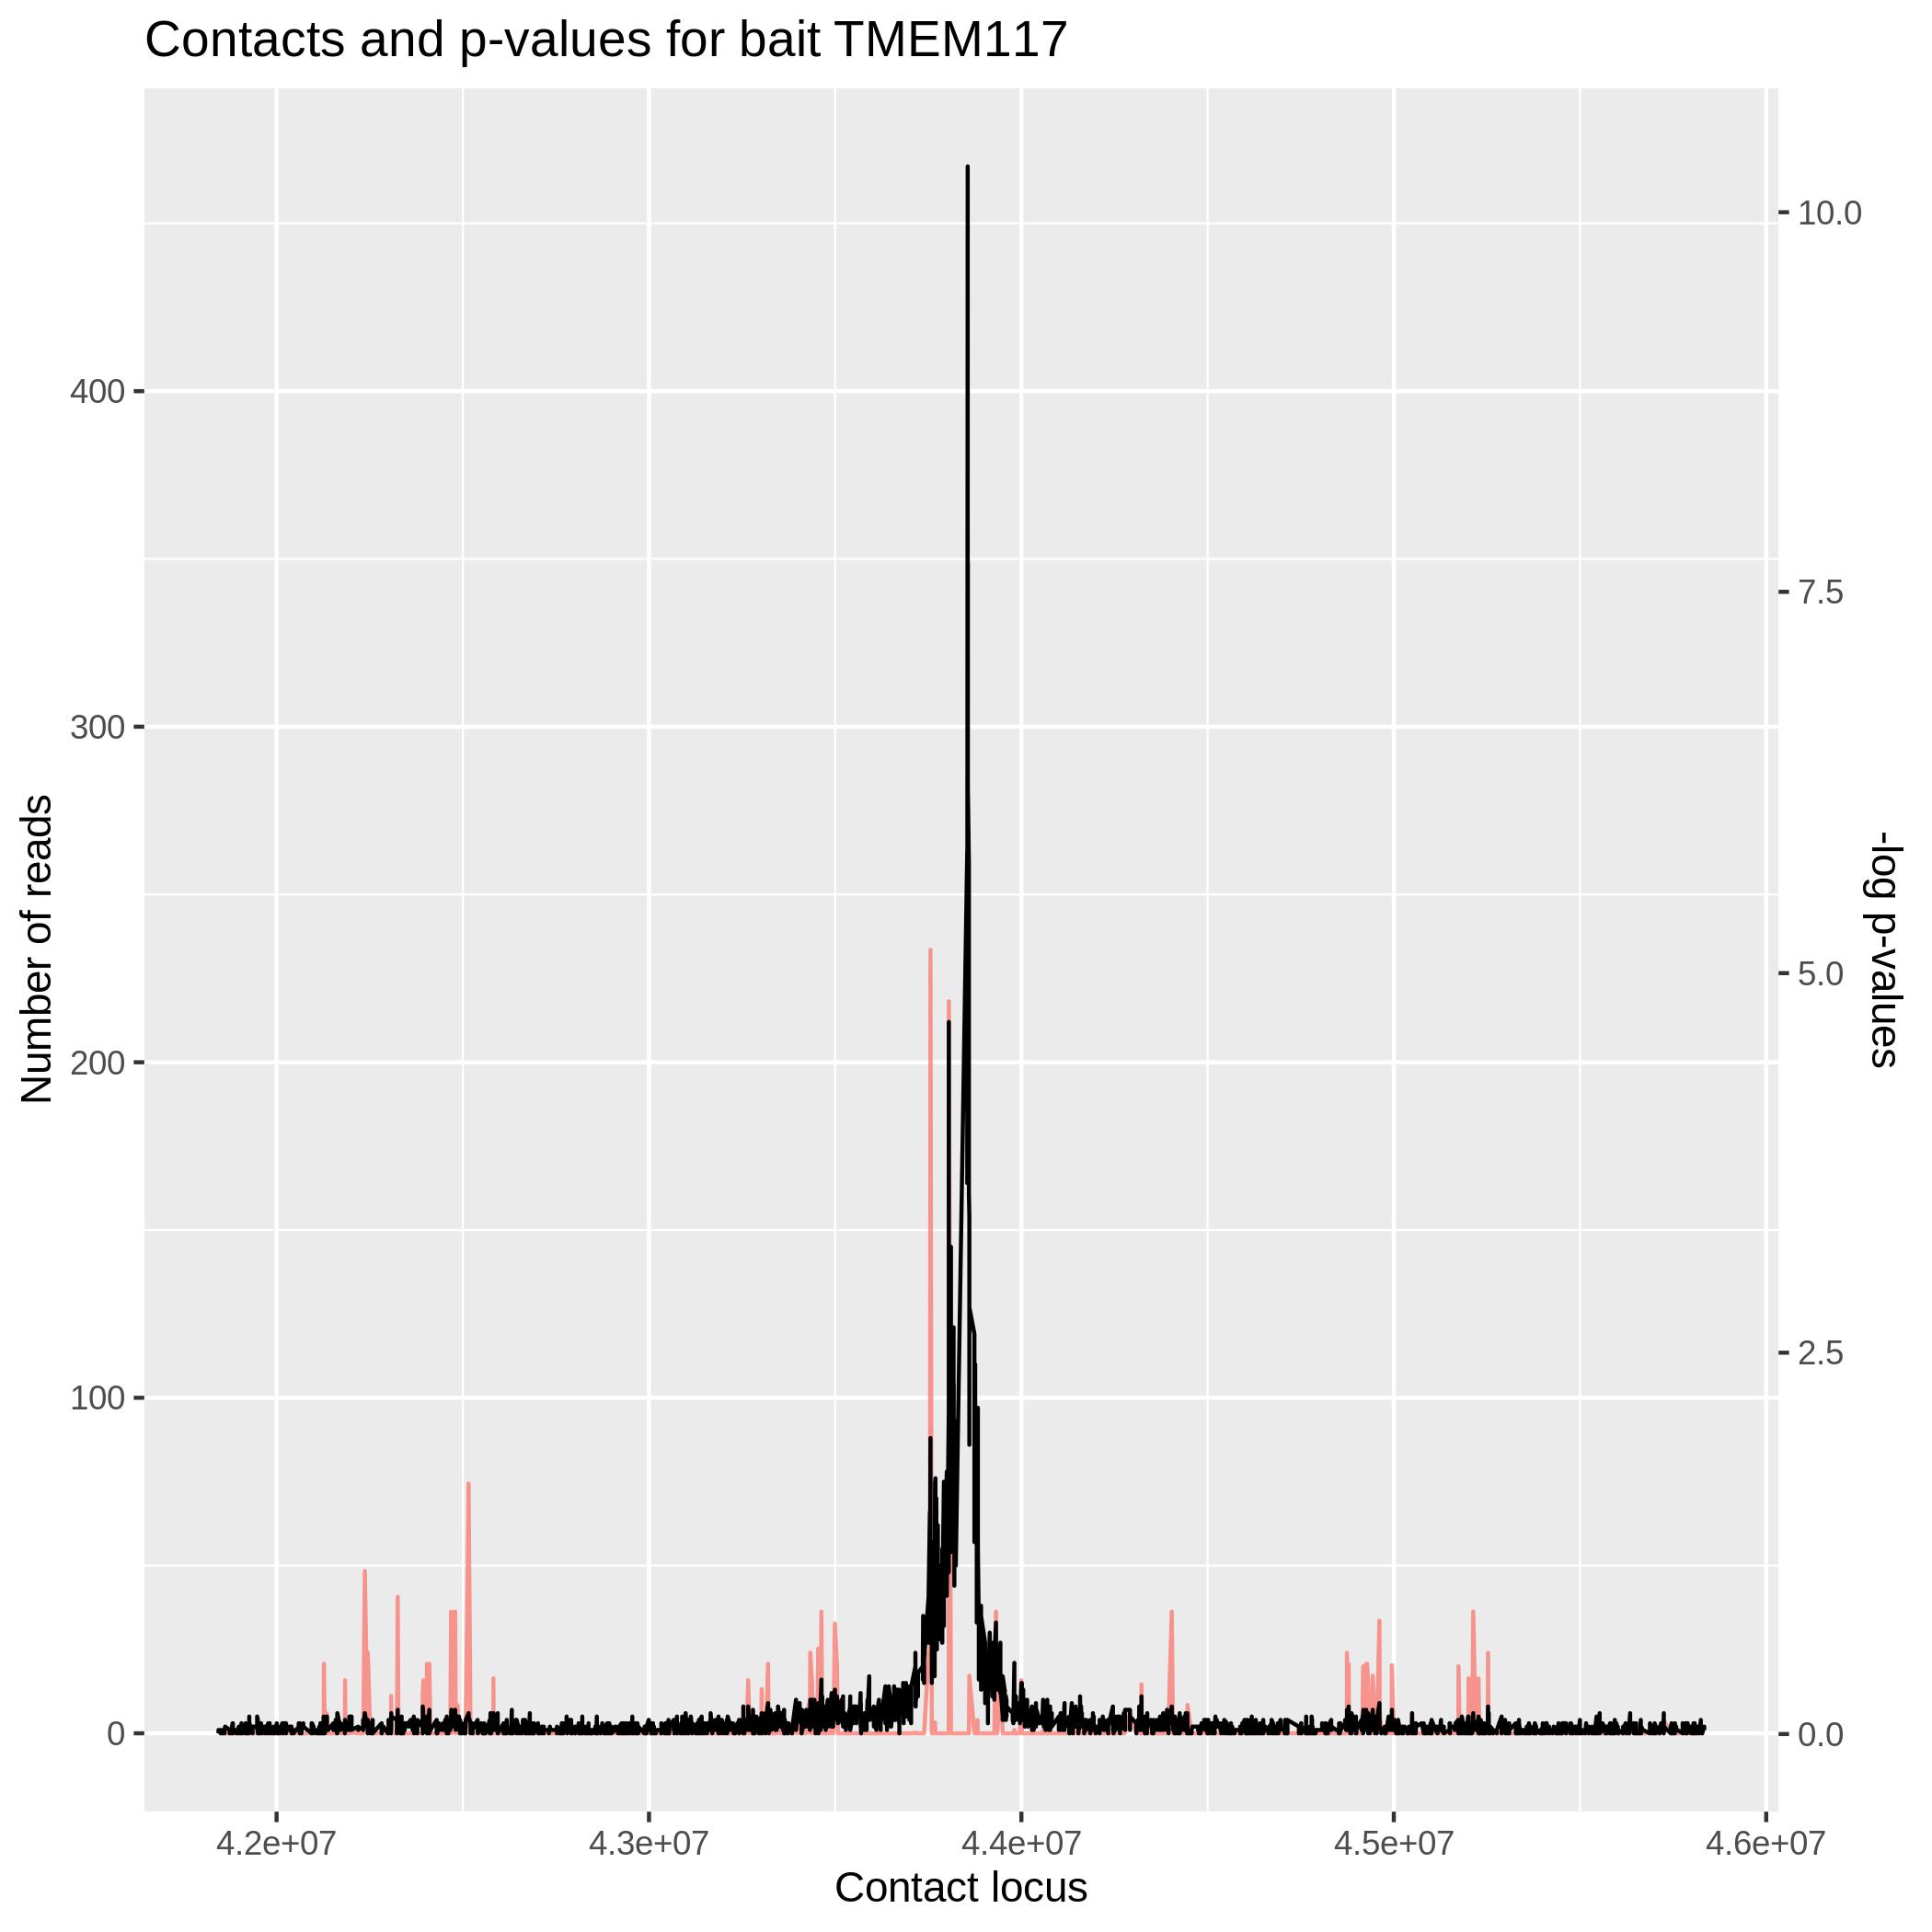 Contacts and p-values for bait TMEM117
Number of reads
400
300
200
100
0
10.0
7.5
5.0
2.5
0.0
-log p-values
4.2e+07
4.3e+07
4.4e+07
4.5e+07
4.6e+07
Contact locus